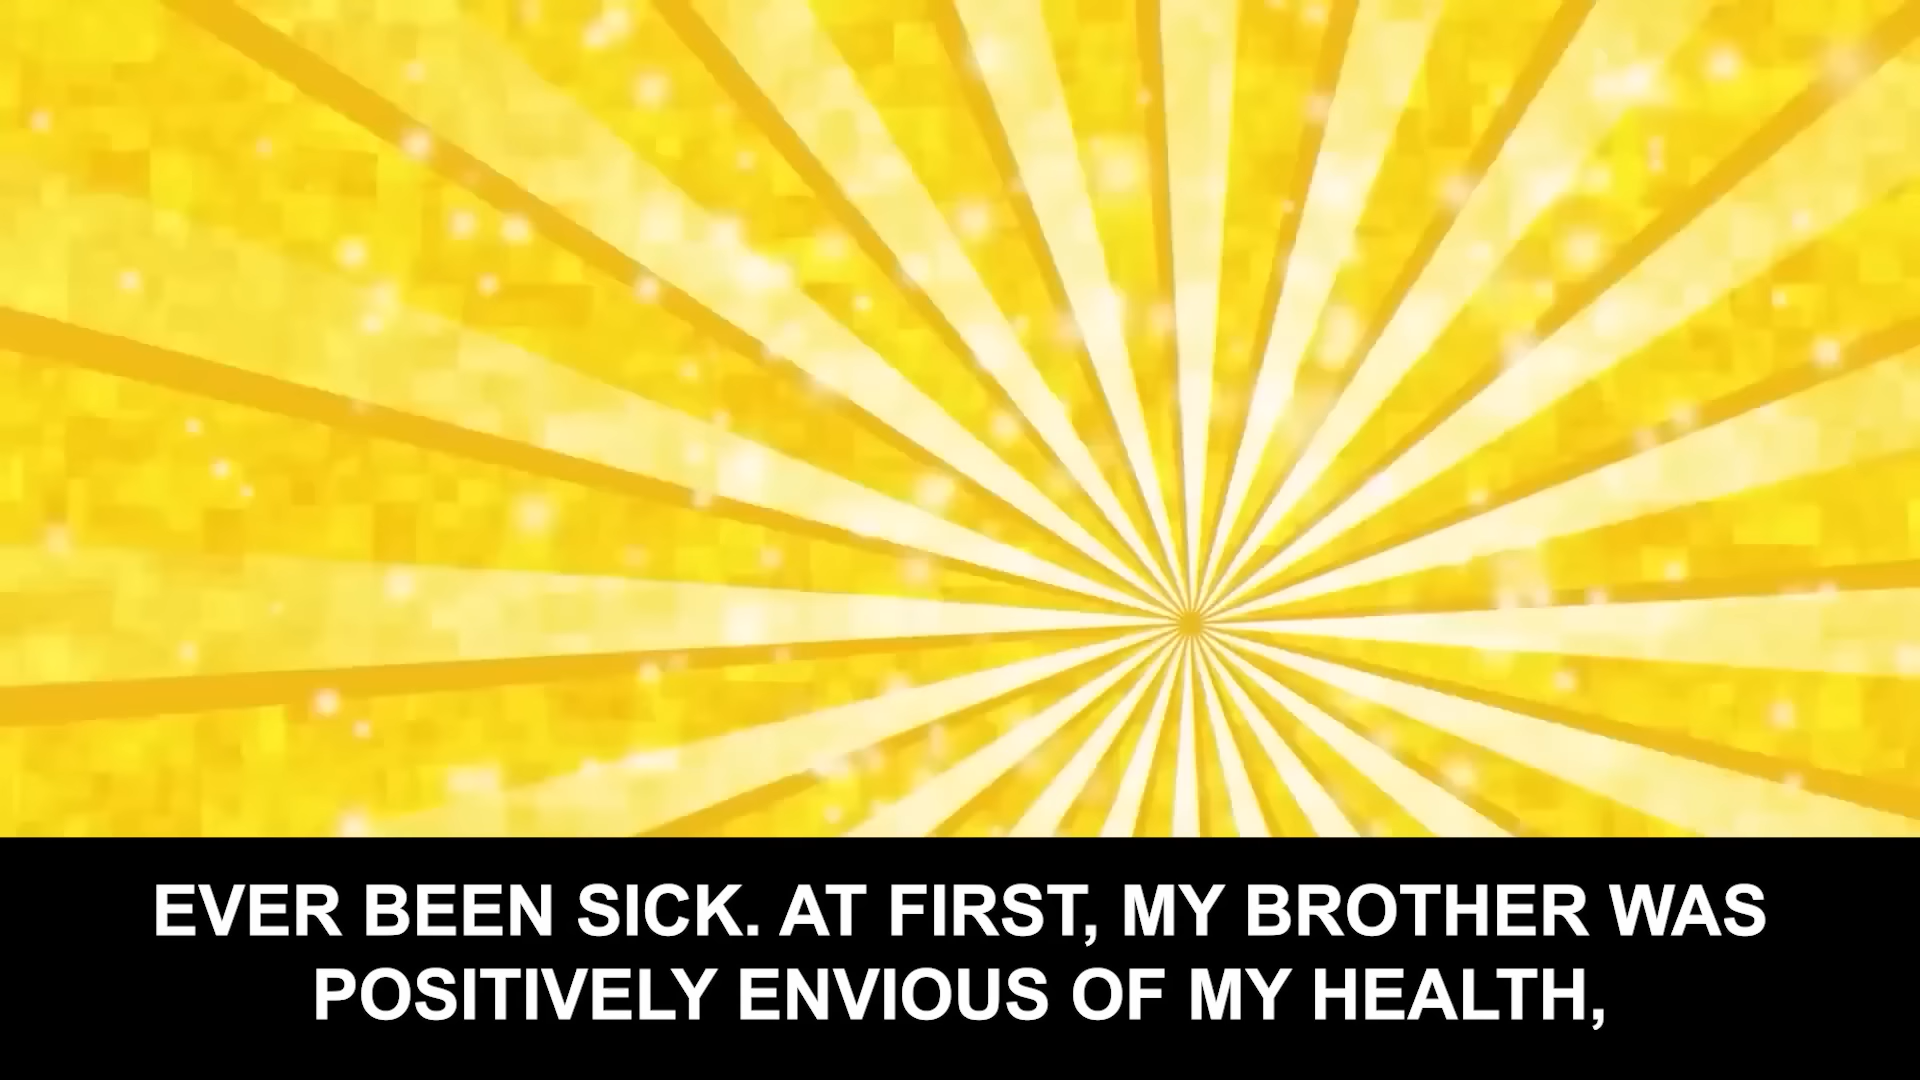 EVER BEEN SICK. AT FIRST, MY BROTHER WAS
POSITIVELY ENVIOUS OF MY HEALTH,